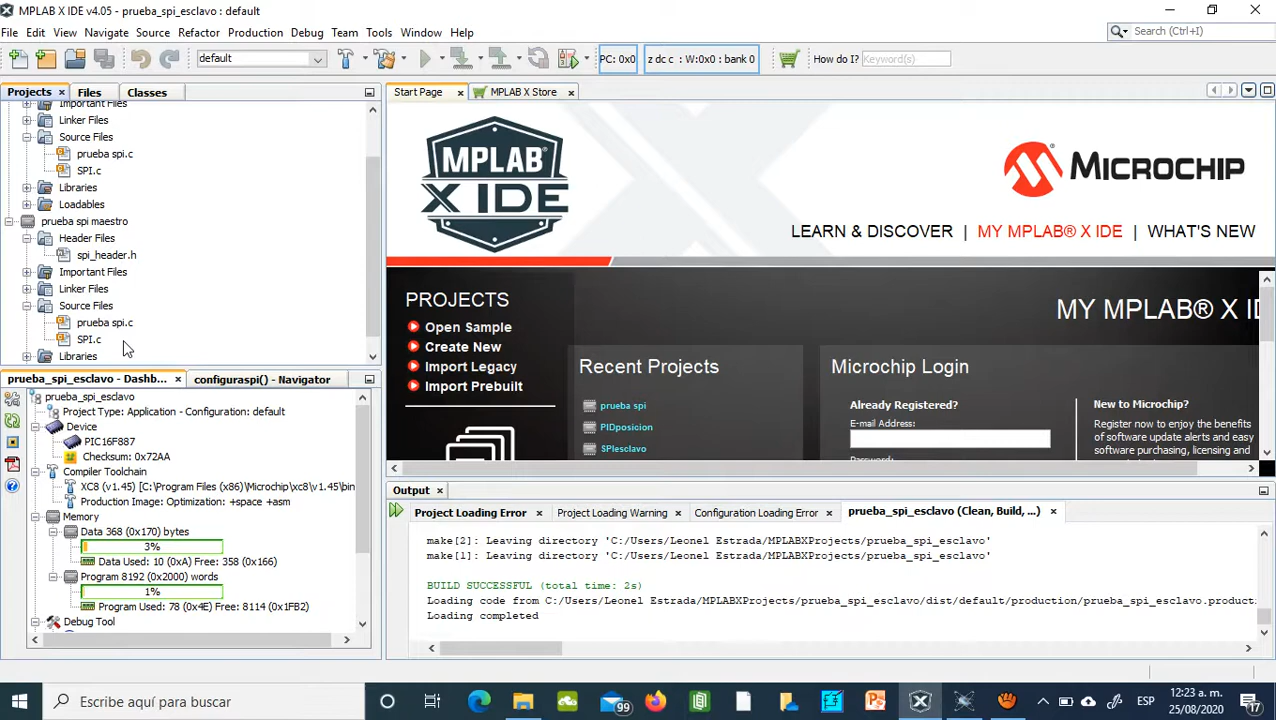 MPLAB X IDE v4.05 - prueba_spi_esclavo : default
File Edit View Navigate Source Refactor Production Debug Team Tools Window Help
Search (Ctrl+I)
default
PC: 0x0
z dc c : W:0x0 : bank 0
How do I?
Keyword(s)
Projects
Files
Classes
Start Page
MPLAB X Store
Important Files
Linker Files
Source Files
prueba spi.c
SPI.c
Libraries
Loadables
prueba spi maestro
Header Files
spi_header.h
Important Files
Linker Files
Source Files
prueba spi.c
SPI.c
Libraries
MPLAB®
X IDE
MICROCHIP
LEARN & DISCOVER | MY MPLAB® X IDE | WHAT'S NEW
PROJECTS
Open Sample
Create New
Import Legacy
Import Prebuilt
MY MPLAB® X
Recent Projects
prueba spi
PIDposicion
SPIesclavo
Microchip Login
Already Registered?
E-mail Address:
New to Microchip?
Register now to enjoy the benefits
of software update alerts and easy
software purchasing, licensing and
prueba_spi_esclavo - Dashb...
configuraspi() - Navigator
prueba_spi_esclavo
Project Type: Application - Configuration: default
Device
PIC16F887
Checksum: 0x72AA
Compiler Toolchain
XC8 (v1.45) [C:\Program Files (x86)\Microchip\xc8\v1.45\bin
Production Image: Optimization: +space +asm
Memory
Data 368 (0x170) bytes
3%
Data Used: 10 (0xA) Free: 358 (0x166)
Program 8192 (0x2000) words
1%
Program Used: 78 (0x4E) Free: 8114 (0x1FB2)
Debug Tool
Output
Project Loading Error
Project Loading Warning
Configuration Loading Error
prueba_spi_esclavo (Clean, Build, ...)
make[2]: Leaving directory 'C:/Users/Leonel Estrada/MPLABXProjects/prueba_spi_esclavo'
make[1]: Leaving directory 'C:/Users/Leonel Estrada/MPLABXProjects/prueba_spi_esclavo'
BUILD SUCCESSFUL (total time: 2s)
Loading code from C:/Users/Leonel Estrada/MPLABXProjects/prueba_spi_esclavo/dist/default/production/prueba_spi_esclavo.product
Loading completed
Escribe aquí para buscar
99
ESP
12:23 a. m.
25/08/2020
17